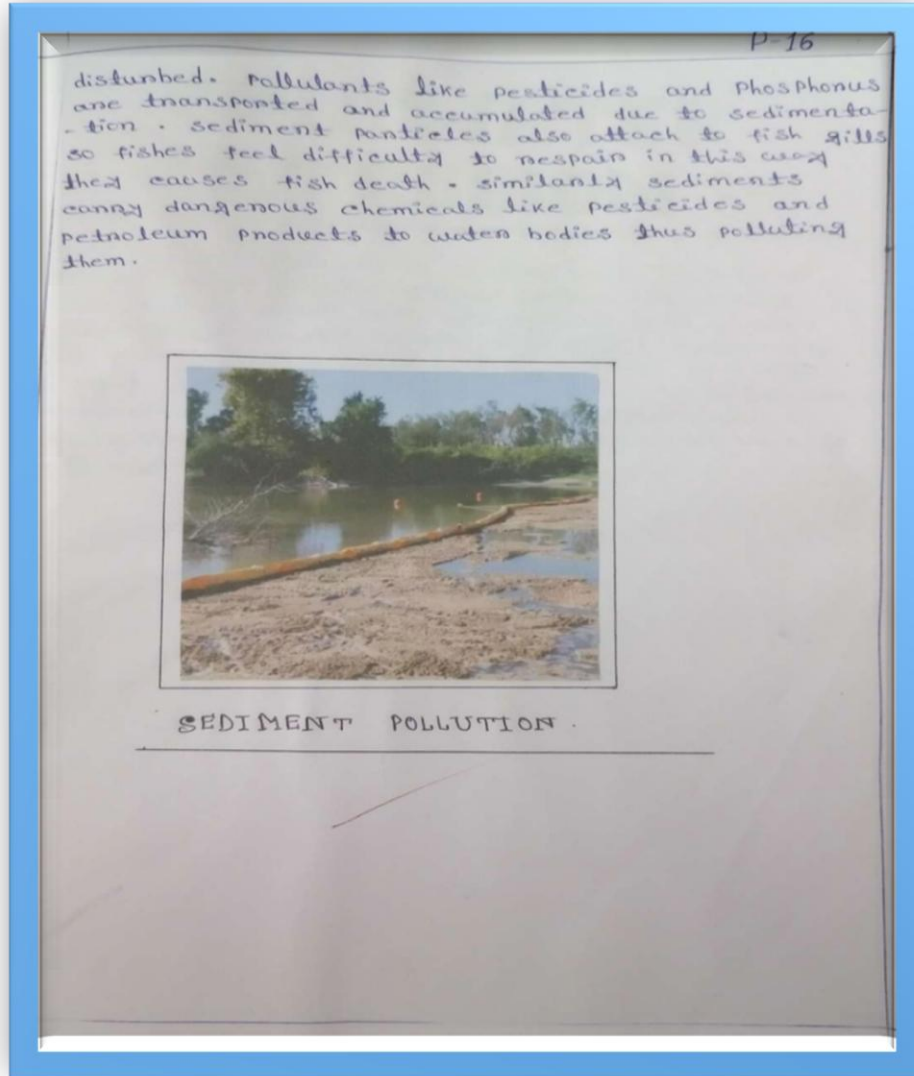 P-16
disturbed. Pollutants like pesticides and Phosphorus
are transported and accumulated due to sedimenta-
-tion. sediment particles also attach to fish gills
so fishes feel difficulty to respair in this way
they causes fish death. similarly sediments
carry dangerous chemicals like pesticides and
petroleum products to water bodies thus polluting
them.
SEDIMENT POLLUTION.